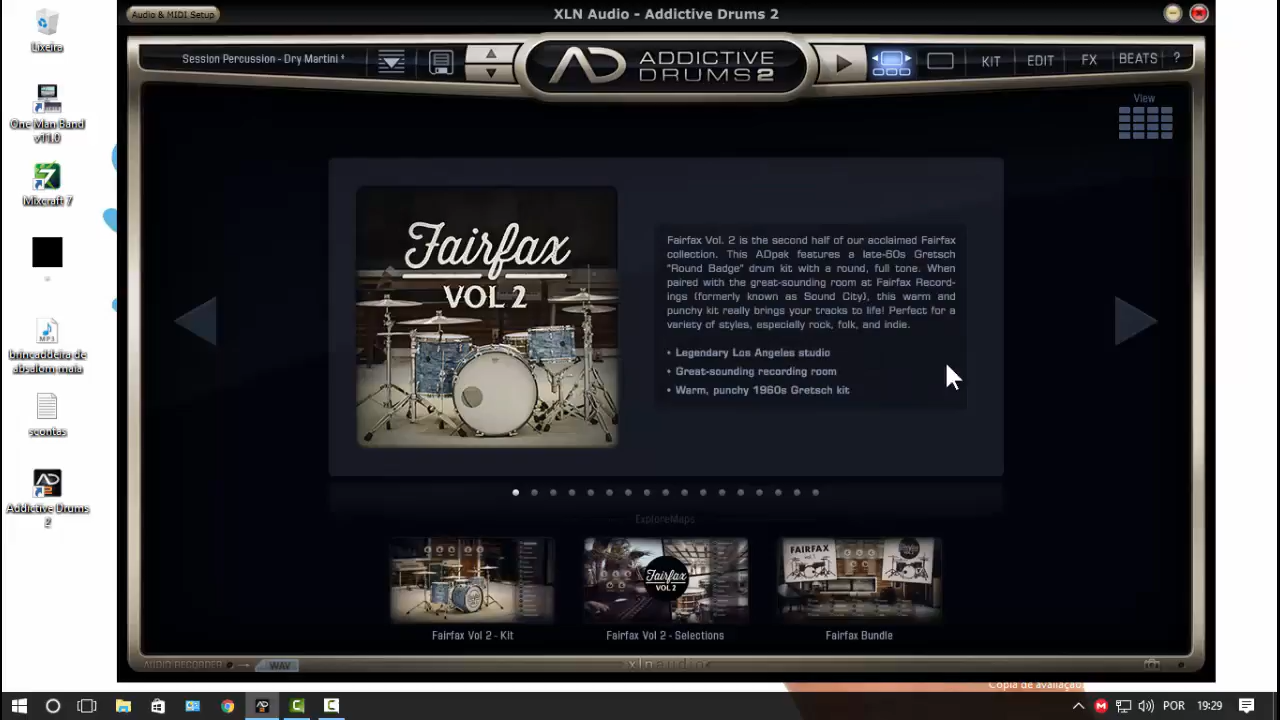 Audio & MIDI Setup
XLN Audio - Addictive Drums 2
Session Percussion - Dry Martini *
AD ADDICTIVE DRUMS 2
KIT
EDIT
FX
BEATS
?
View
Lixeira
One Man Band
v11.0
Mixcraft 7
brincaddeira de
absalom maia
scontas
Addictive Drums
2
Fairfax
VOL 2
Fairfax Vol. 2 is the second half of our acclaimed Fairfax
collection. This ADpak features a late-60s Gretsch
"Round Badge" drum kit with a round, full tone. When
paired with the great-sounding room at Fairfax Record-
ings (formerly known as Sound City), this warm and
punchy kit really brings your tracks to life! Perfect for a
variety of styles, especially rock, folk, and indie.
• Legendary Los Angeles studio
• Great-sounding recording room
• Warm, punchy 1960s Gretsch kit
ExploreMaps
Fairfax
VOL 2
FAIRFAX
Fairfax Vol 2 - Kit
Fairfax Vol 2 - Selections
Fairfax Bundle
AUDIO RECORDER
WAV
xlnaudio
Cópia de avaliação.
POR
19:29